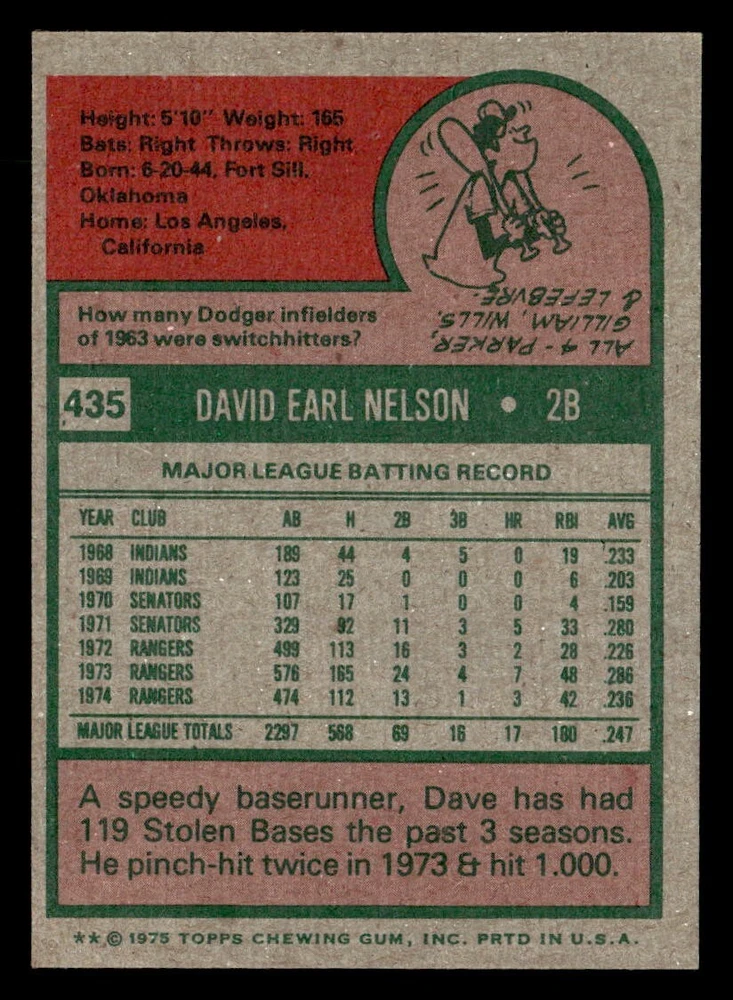 Height: 5'10" Weight: 165
Bats: Right Throws: Right
Born: 6-20-44, Fort Sill,
Oklahoma
Home: Los Angeles,
California
How many Dodger infielders
of 1963 were switchhitters?
ALL 4 - PARKER,
GILLIAM, WILLS,
& LEFEBVRE.
435 DAVID EARL NELSON • 2B
MAJOR LEAGUE BATTING RECORD
YEAR CLUB AB H 2B 3B HR RBI AVG
1968 INDIANS 189 44 4 5 0 19 .233
1969 INDIANS 123 25 0 0 0 6 .203
1970 SENATORS 107 17 1 0 0 4 .159
1971 SENATORS 329 92 11 3 5 33 .280
1972 RANGERS 499 113 16 3 2 28 .226
1973 RANGERS 576 165 24 4 7 48 .286
1974 RANGERS 474 112 13 1 3 42 .236
MAJOR LEAGUE TOTALS 2297 568 69 16 17 180 .247
A speedy baserunner, Dave has had
119 Stolen Bases the past 3 seasons.
He pinch-hit twice in 1973 & hit 1.000.
**© 1975 TOPPS CHEWING GUM, INC. PRTD IN U.S.A.